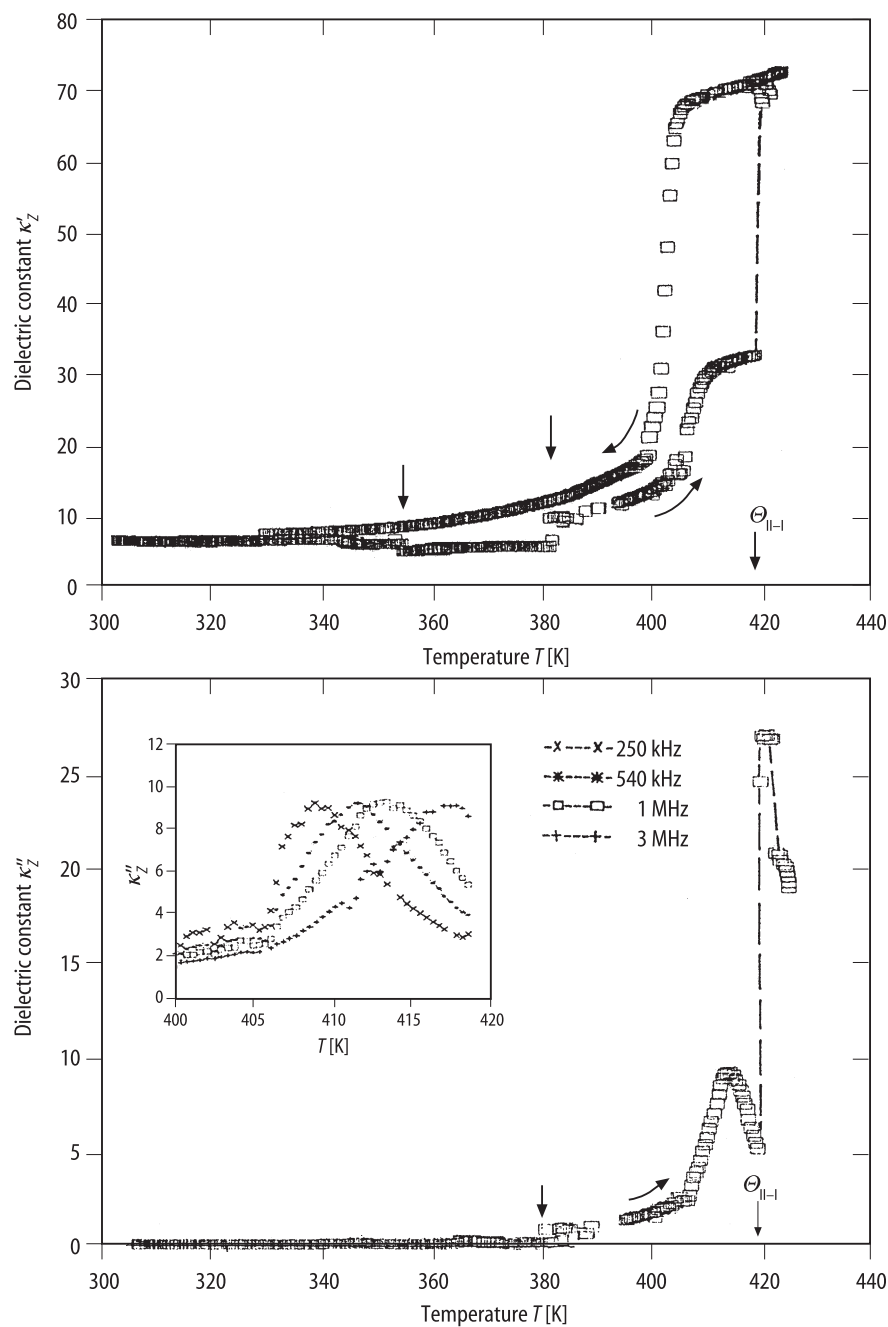 80
70
60
50
40
30
20
10
0
Dielectric constant κ′Z
ΘII–I
300 320 340 360 380 400 420 440
Temperature T [K]
30
25
20
15
10
5
0
Dielectric constant κ″Z
12
10
8
6
4
2
0
κ″Z
400 405 410 415 420
T [K]
250 kHz
540 kHz
1 MHz
3 MHz
ΘII–I
300 320 340 360 380 400 420 440
Temperature T [K]